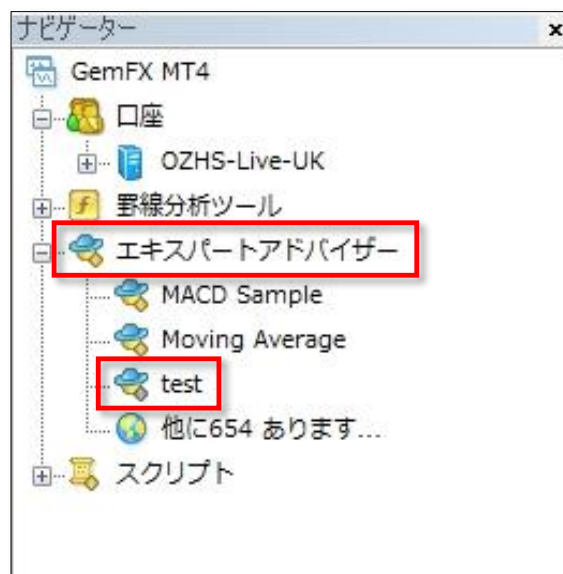 ナビゲーター
GemFX MT4
口座
OZHS-Live-UK
罫線分析ツール
エキスパートアドバイザー
MACD Sample
Moving Average
test
他に654 あります...
スクリプト